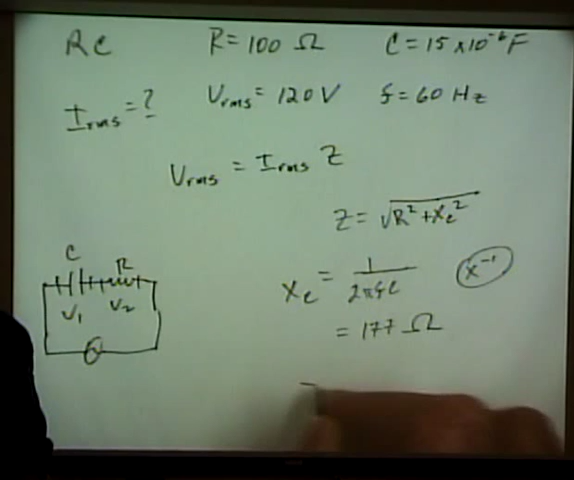 RC R = 100 Ω C = 15 x10⁻⁶ F
Irms = ? Vrms = 120 V f = 60 Hz
Vrms = Irms Z
Z = √R² + Xc²
C
R
Xc = 1 / 2πfc x⁻¹
V₁ V₂
= 177 Ω